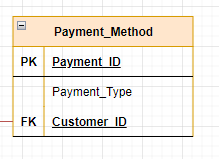 Payment_Method
PK Payment_ID
Payment_Type
FK Customer_ID